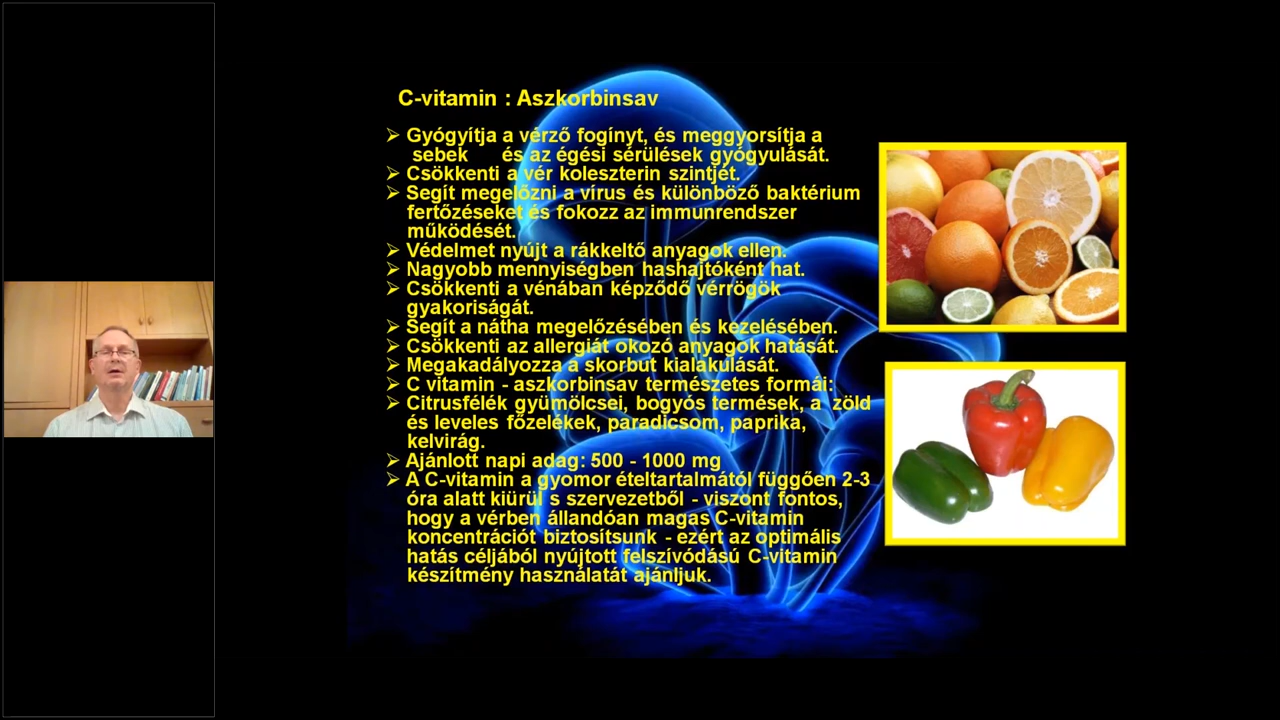 C-vitamin : Aszkorbinsav
➢ Gyógyítja a vérző fogínyt, és meggyorsítja a
sebek és az égési sérülések gyógyulását.
➢ Csökkenti a vér koleszterin szintjét.
➢ Segít megelőzni a vírus és különböző baktérium
fertőzéseket és fokozz az immunrendszer
működését.
➢ Védelmet nyújt a rákkeltő anyagok ellen.
➢ Nagyobb mennyiségben hashajtóként hat.
➢ Csökkenti a vénában képződő vérrögök
gyakoriságát.
➢ Segít a nátha megelőzésében és kezelésében.
➢ Csökkenti az allergiát okozó anyagok hatását.
➢ Megakadályozza a skorbut kialakulását.
➢ C vitamin - aszkorbinsav természetes formái:
➢ Citrusfélék gyümölcsei, bogyós termések, a zöld
és leveles főzelékek, paradicsom, paprika,
kelvirág.
➢ Ajánlott napi adag: 500 - 1000 mg
➢ A C-vitamin a gyomor ételtartalmától függően 2-3
óra alatt kiürül s szervezetből - viszont fontos,
hogy a vérben állandóan magas C-vitamin
koncentrációt biztosítsunk - ezért az optimális
hatás céljából nyújtott felszívódású C-vitamin
készítmény használatát ajánljuk.